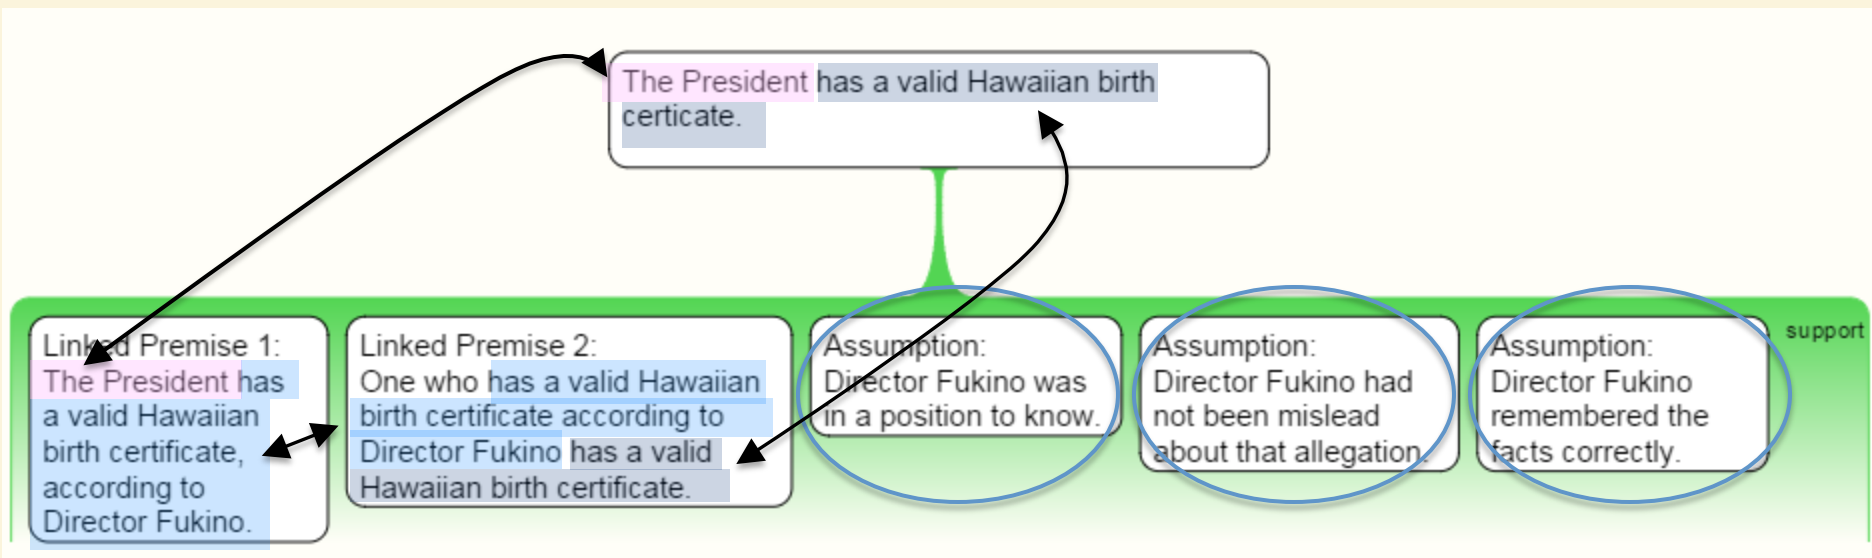 The President has a valid Hawaiian birth
certicate.
Linked Premise 1:
The President has
a valid Hawaiian
birth certificate,
according to
Director Fukino.
Linked Premise 2:
One who has a valid Hawaiian
birth certificate according to
Director Fukino has a valid
Hawaiian birth certificate.
Assumption:
Director Fukino was
in a position to know.
Assumption:
Director Fukino had
not been mislead
about that allegation.
Assumption:
Director Fukino
remembered the
facts correctly.
support